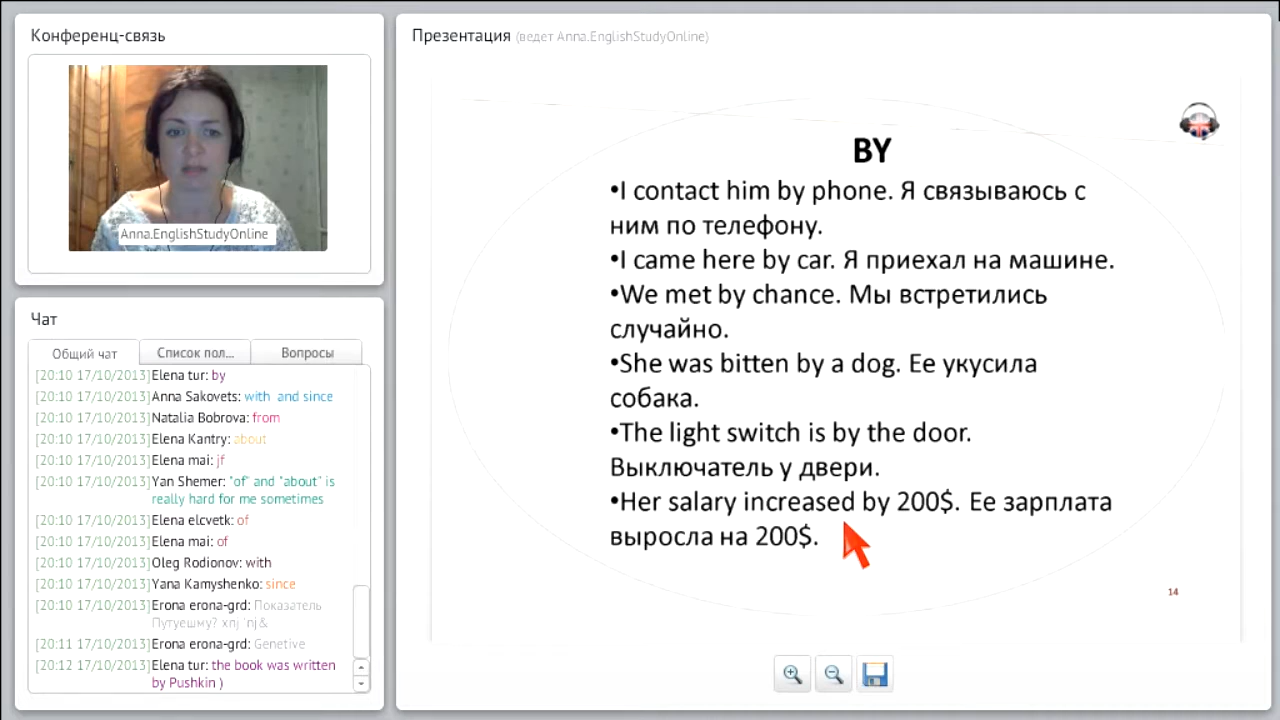 Конференц-связь
Anna.EnglishStudyOnline
Чат
Общий чат
Список пол...
Вопросы
[20:10 17/10/2013] Elena tur: by
[20:10 17/10/2013] Anna Sakovets: with and since
[20:10 17/10/2013] Natalia Bobrova: from
[20:10 17/10/2013] Elena Kantry: about
[20:10 17/10/2013] Elena mai: jf
[20:10 17/10/2013] Yan Shemer: "of" and "about" is
really hard for me sometimes
[20:10 17/10/2013] Elena elcvetk: of
[20:10 17/10/2013] Elena mai: of
[20:10 17/10/2013] Oleg Rodionov: with
[20:10 17/10/2013] Yana Kamyshenko: since
[20:10 17/10/2013] Erona erona-grd: Показатель
Путуешму? хпj 'пj&
[20:11 17/10/2013] Erona erona-grd: Genetive
[20:12 17/10/2013] Elena tur: the book was written
by Pushkin )
Презентация (ведет Anna.EnglishStudyOnline)
BY
•I contact him by phone. Я связываюсь с
ним по телефону.
•I came here by car. Я приехал на машине.
•We met by chance. Мы встретились
случайно.
•She was bitten by a dog. Ее укусила
собака.
•The light switch is by the door.
Выключатель у двери.
•Her salary increased by 200$. Ее зарплата
выросла на 200$.
14